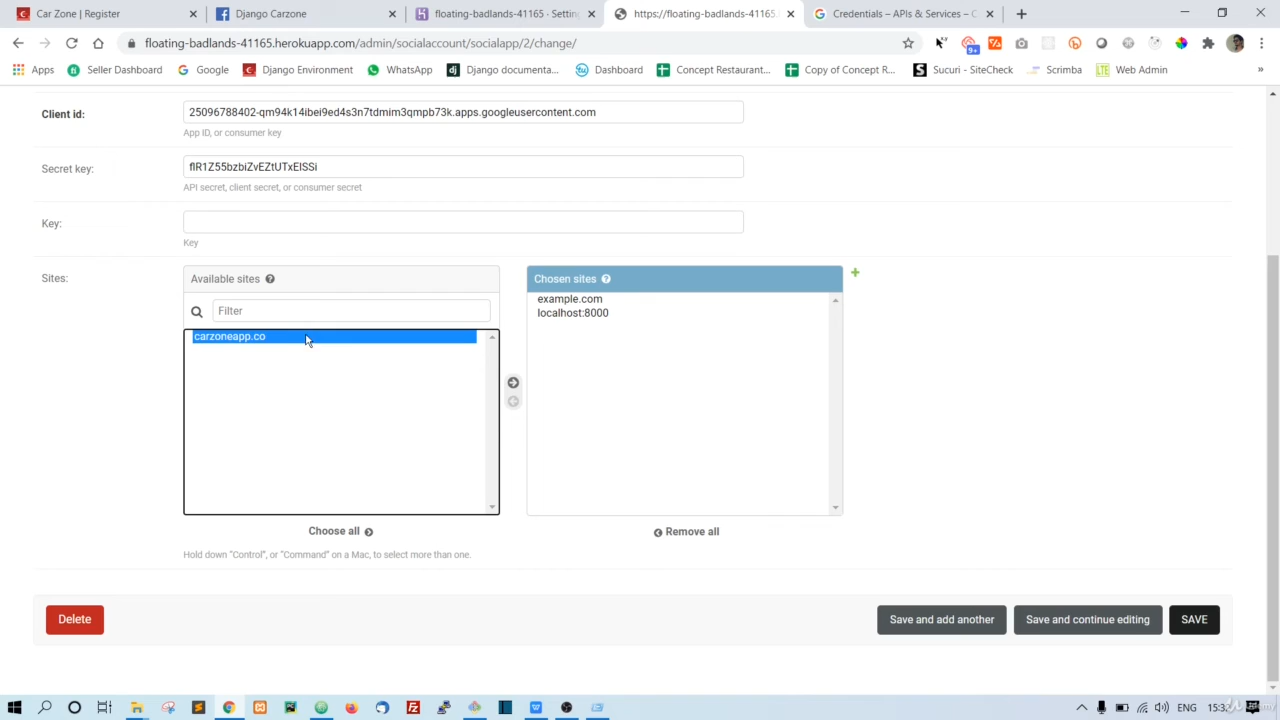 Car Zone | Register
Django Carzone
floating-badlands-41165 - Setting
https://floating-badlands-41165.
Credentials – APIs & Services – C
floating-badlands-41165.herokuapp.com/admin/socialaccount/socialapp/2/change/
9+
Apps
Seller Dashboard
Google
Django Environment
WhatsApp
Django documenta...
Dashboard
Concept Restaurant...
Copy of Concept R...
Sucuri - SiteCheck
Scrimba
Web Admin
»
Client id:
25096788402-qm94k14ibei9ed4s3n7tdmim3qmpb73k.apps.googleusercontent.com
App ID, or consumer key
Secret key:
flR1Z55bzbiZvEZtUTxElSSi
API secret, client secret, or consumer secret
Key:
Key
Sites:
Available sites
Chosen sites
Filter
example.com
localhost:8000
carzoneapp.co
Choose all
Remove all
Hold down “Control”, or “Command” on a Mac, to select more than one.
Delete
Save and add another
Save and continue editing
SAVE